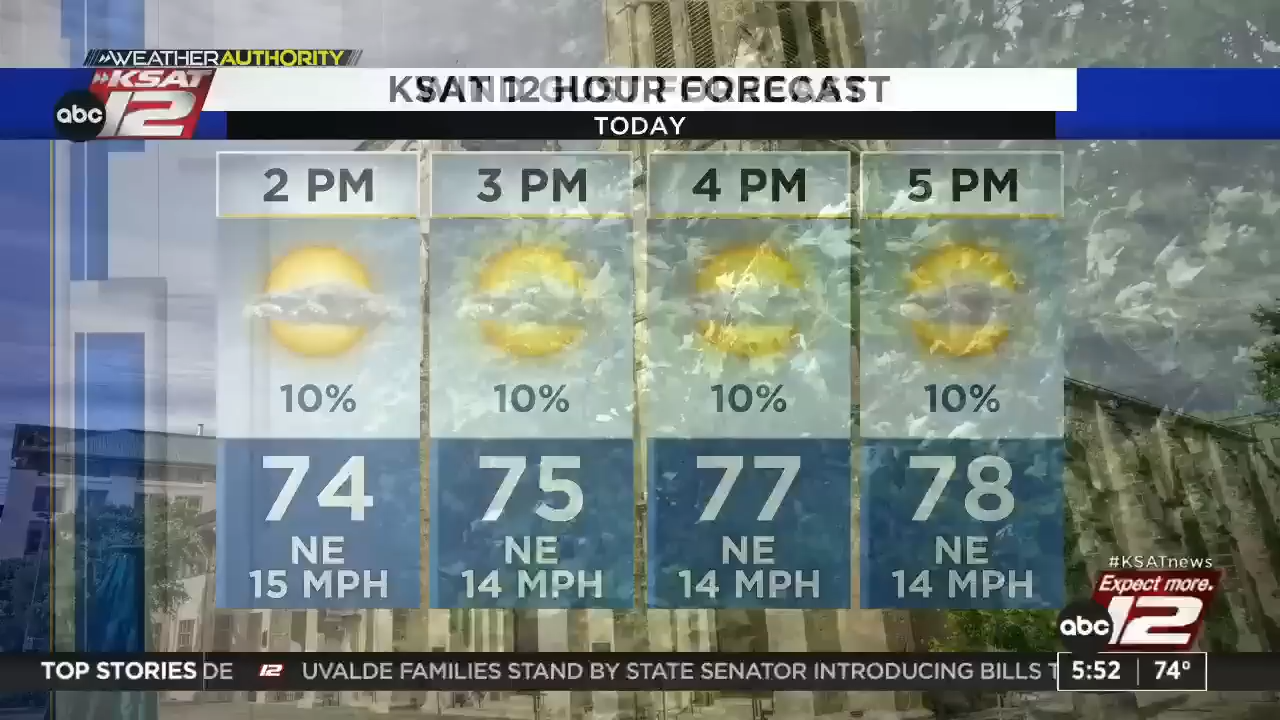 WEATHERAUTHORITY
KSAT
abc 12
KSAT 12 HOUR FORECAST
TODAY
2 PM 3 PM 4 PM 5 PM
10% 10% 10% 10%
74 75 77 78
NE NE NE NE
15 MPH 14 MPH 14 MPH 14 MPH
#KSATnews
Expect more.
abc 12
TOP STORIES DE 12 UVALDE FAMILIES STAND BY STATE SENATOR INTRODUCING BILLS T 5:52 74°